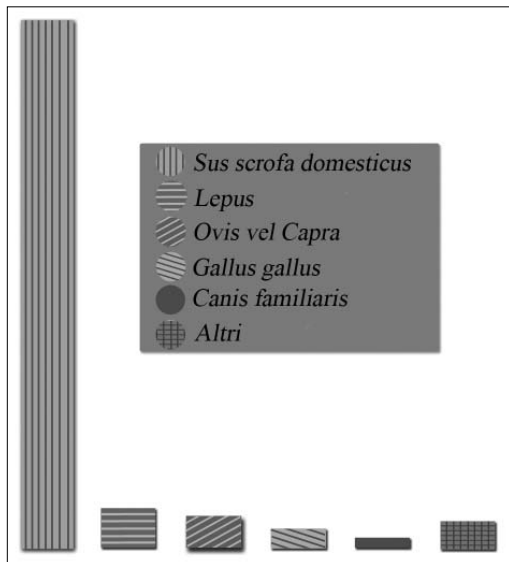 Sus scrofa domesticus
Lepus
Ovis vel Capra
Gallus gallus
Canis familiaris
Altri